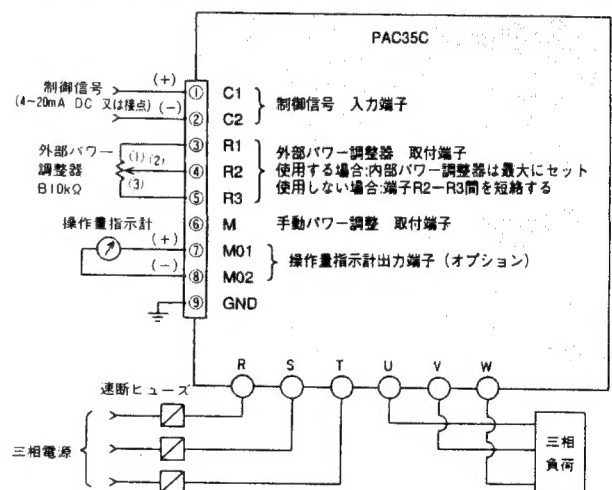 PAC35C
制御信号
(4～20mA DC 又は接点)
(+)
(−)
① C1
② C2
制御信号 入力端子
外部パワー
調整器
B10kΩ
(1)
(2)
(3)
③ R1
④ R2
⑤ R3
外部パワー調整器 取付端子
使用する場合:内部パワー調整器は最大にセット
使用しない場合:端子R2−R3間を短絡する
⑥ M 手動パワー調整 取付端子
操作量指示計
(+)
(−)
⑦ M01
⑧ M02
操作量指示計出力端子 (オプション)
⑨ GND
R S T U V W
速断ヒューズ
三相電源
三相
負荷